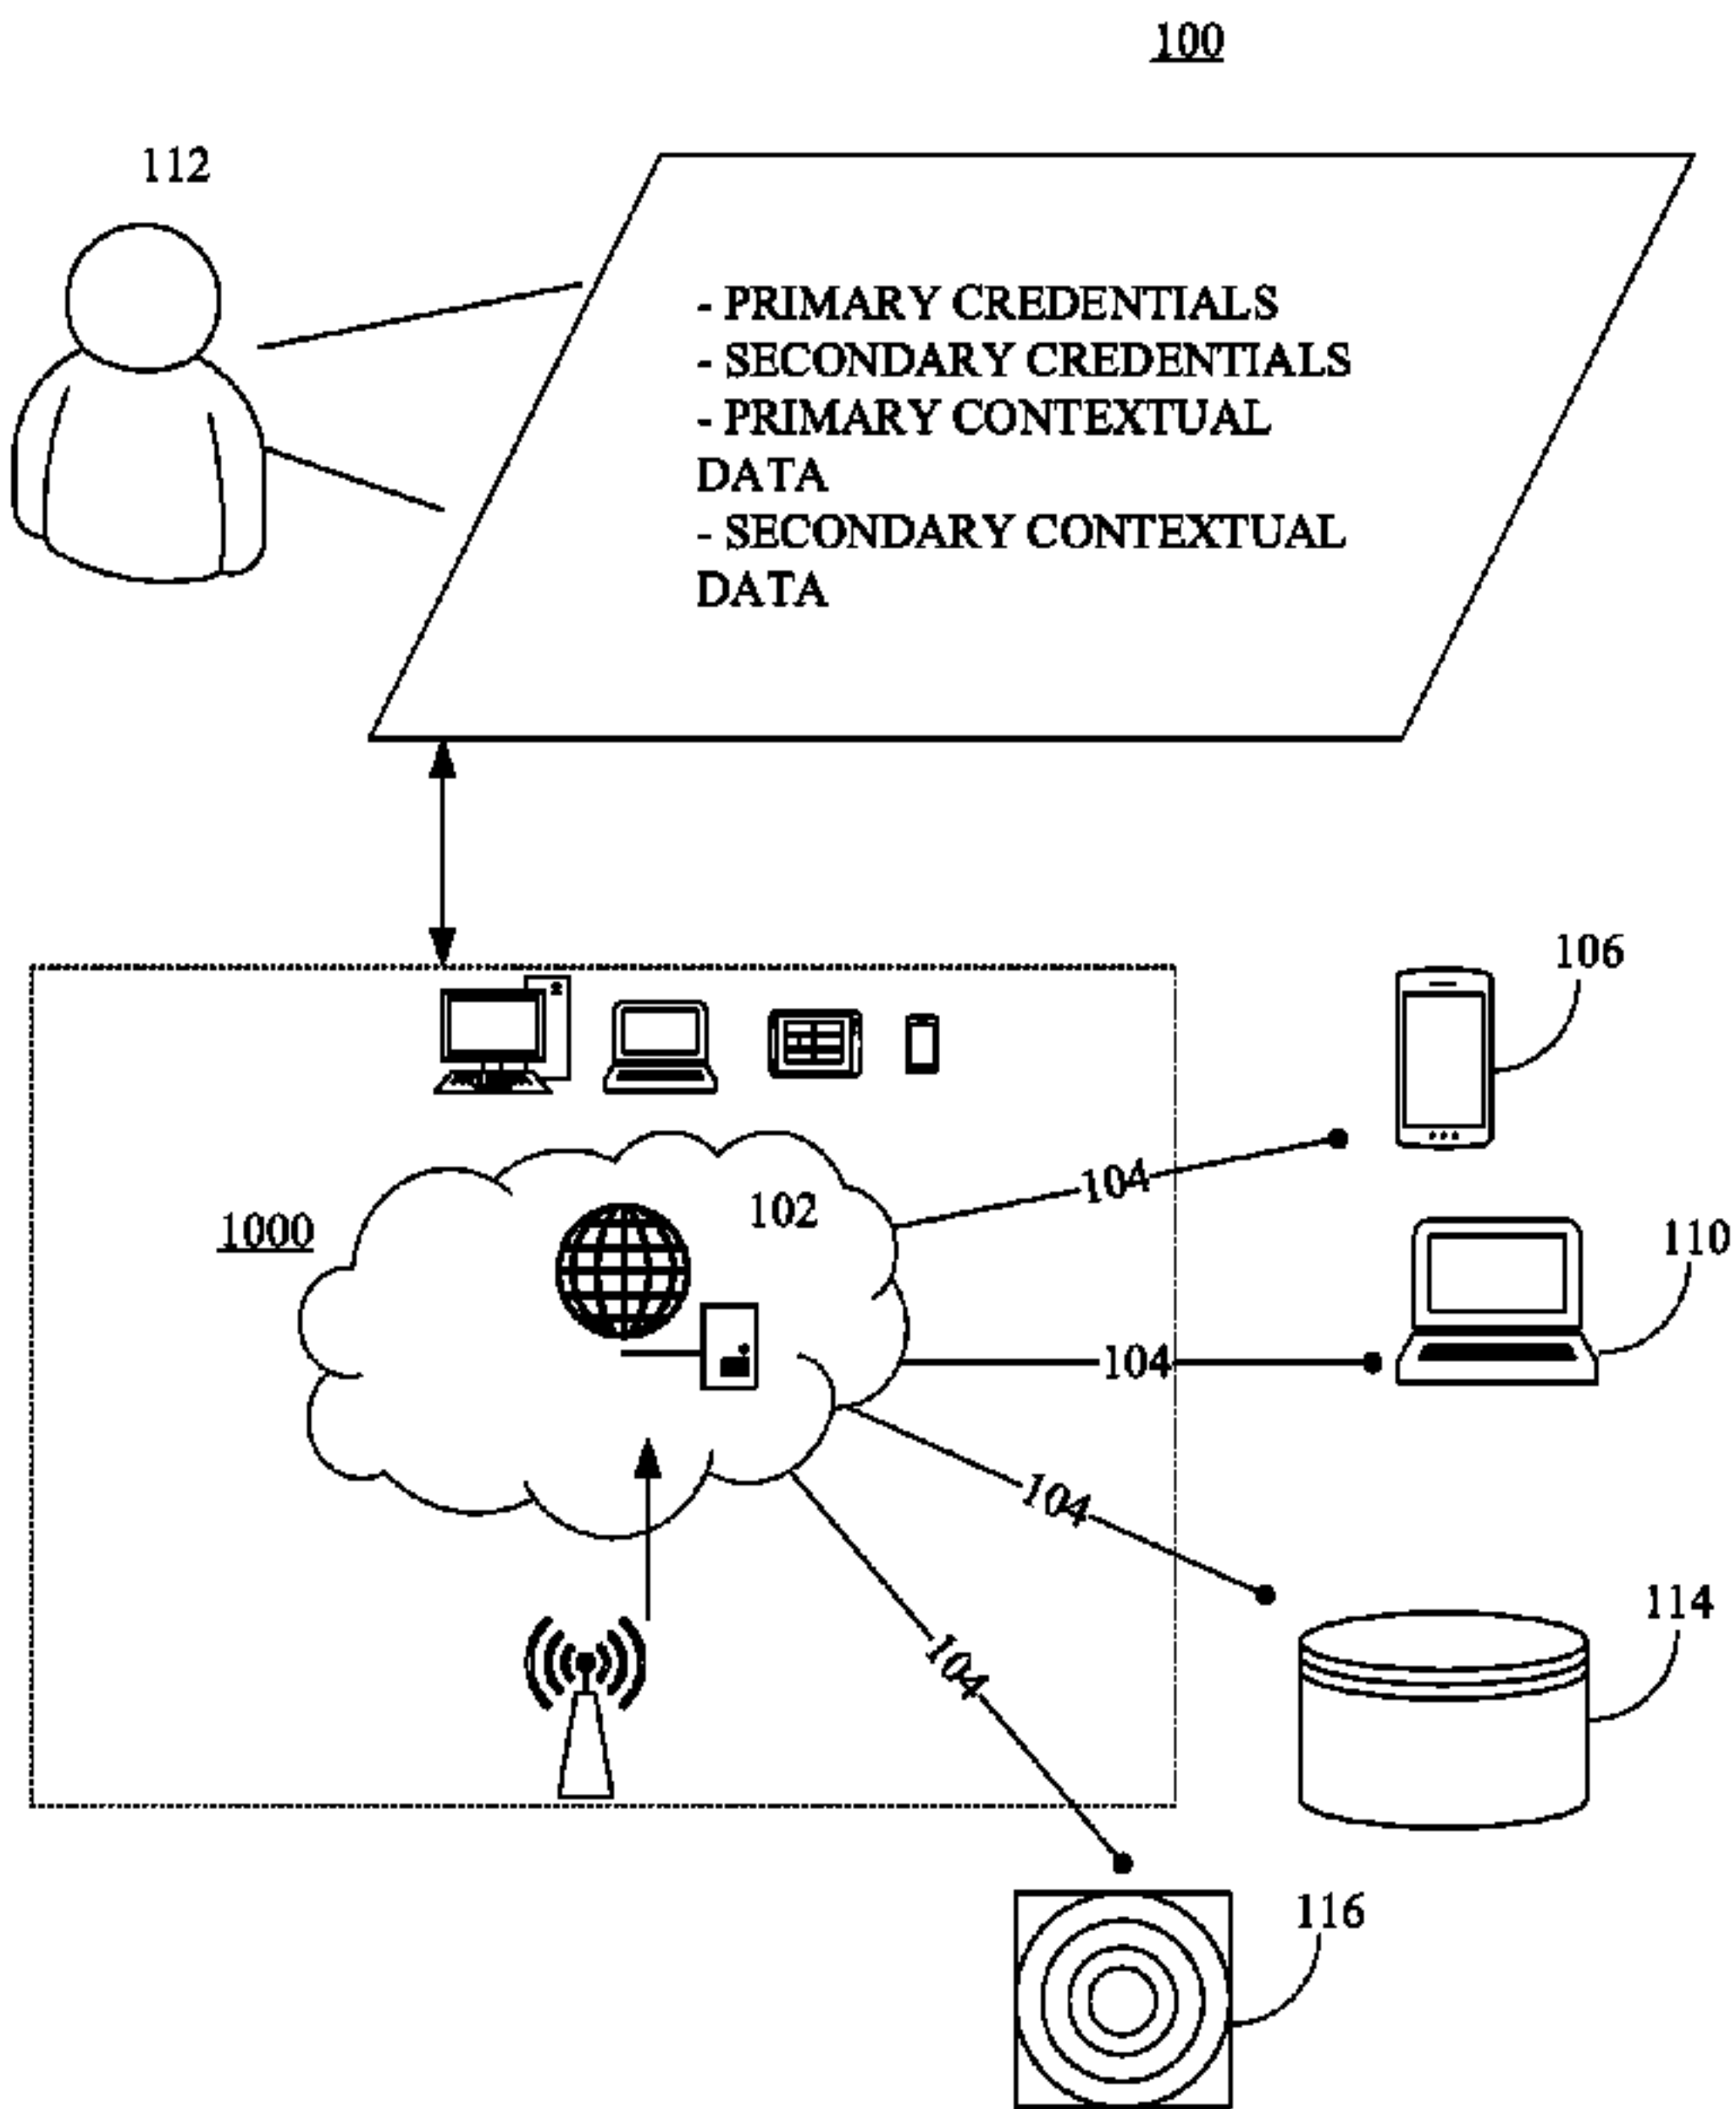 100
112
- PRIMARY CREDENTIALS
- SECONDARY CREDENTIALS
- PRIMARY CONTEXTUAL
DATA
- SECONDARY CONTEXTUAL
DATA
106
104
102
1000
110
104
104
114
104
116